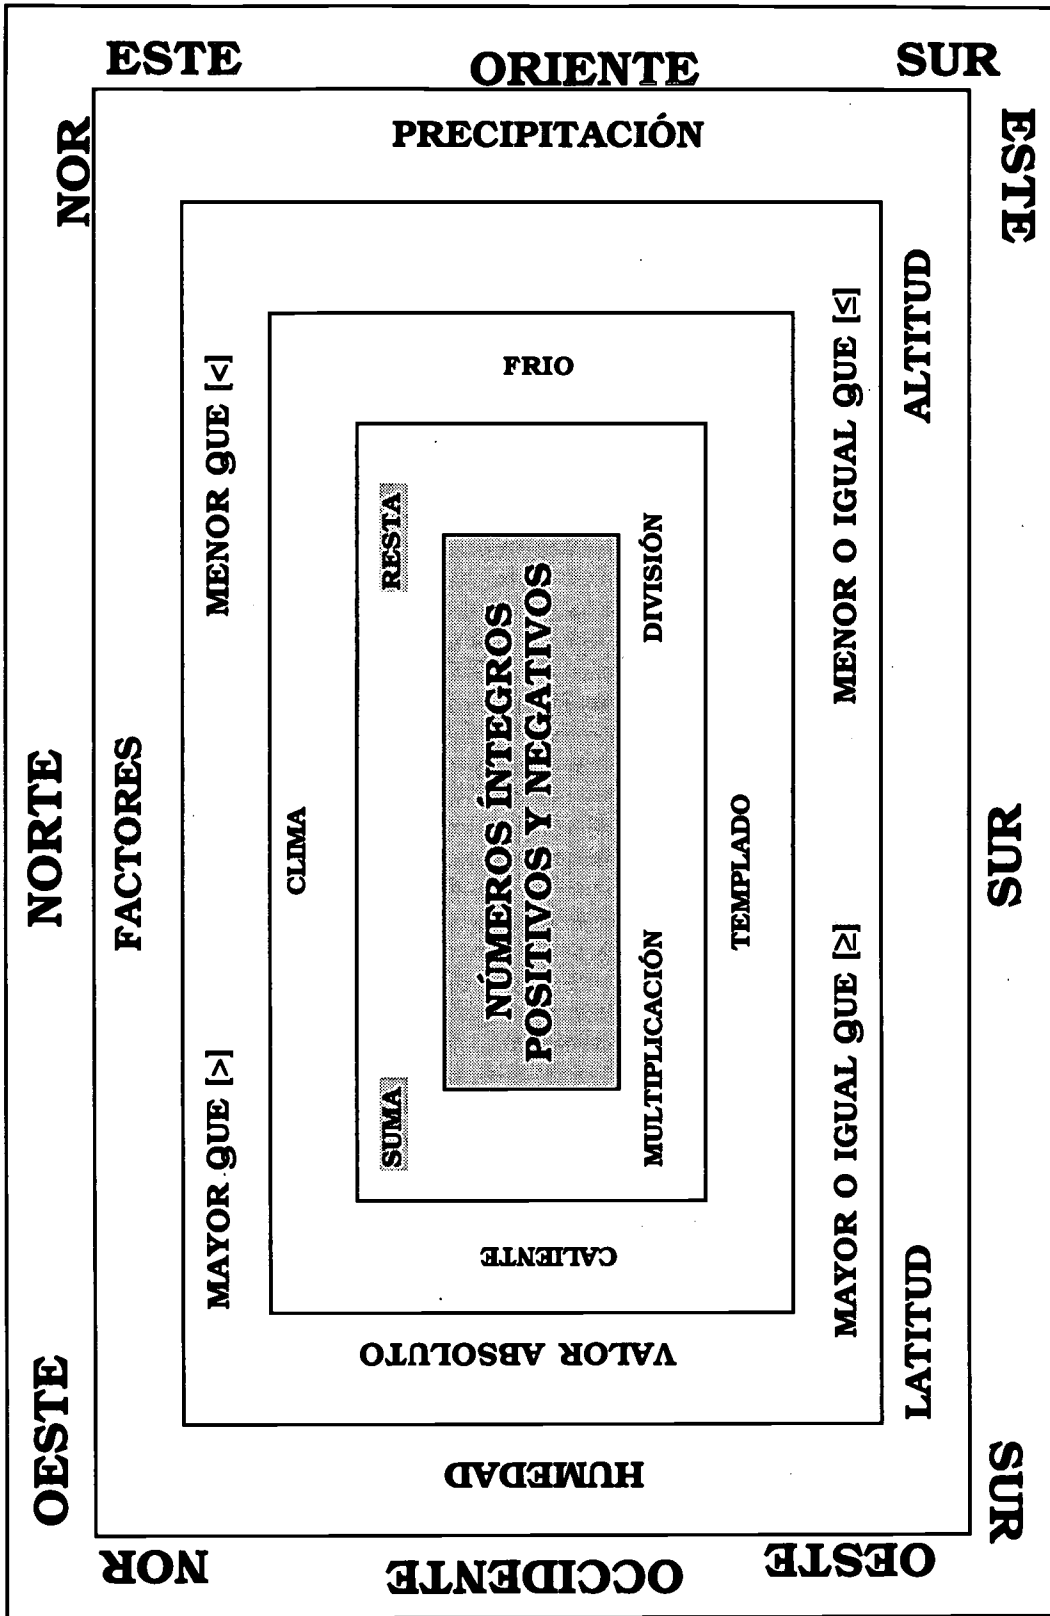 NOR
OESTE
NORTE
NOR
ESTE
OCCIDENTE
ORIENTE
OESTE
SUR
SUR
SUR
ESTE
FACTORES
HUMEDAD
PRECIPITACIÓN
LATITUD
ALTITUD
MAYOR QUE [>]
MENOR QUE [<]
VALOR ABSOLUTO
MAYOR O IGUAL QUE [≥]
MENOR O IGUAL QUE [≤]
CLIMA
CALIENTE
FRIO
TEMPLADO
SUMA
RESTA
MULTIPLICACIÓN
DIVISIÓN
NÚMEROS ÍNTEGROS
POSITIVOS Y NEGATIVOS